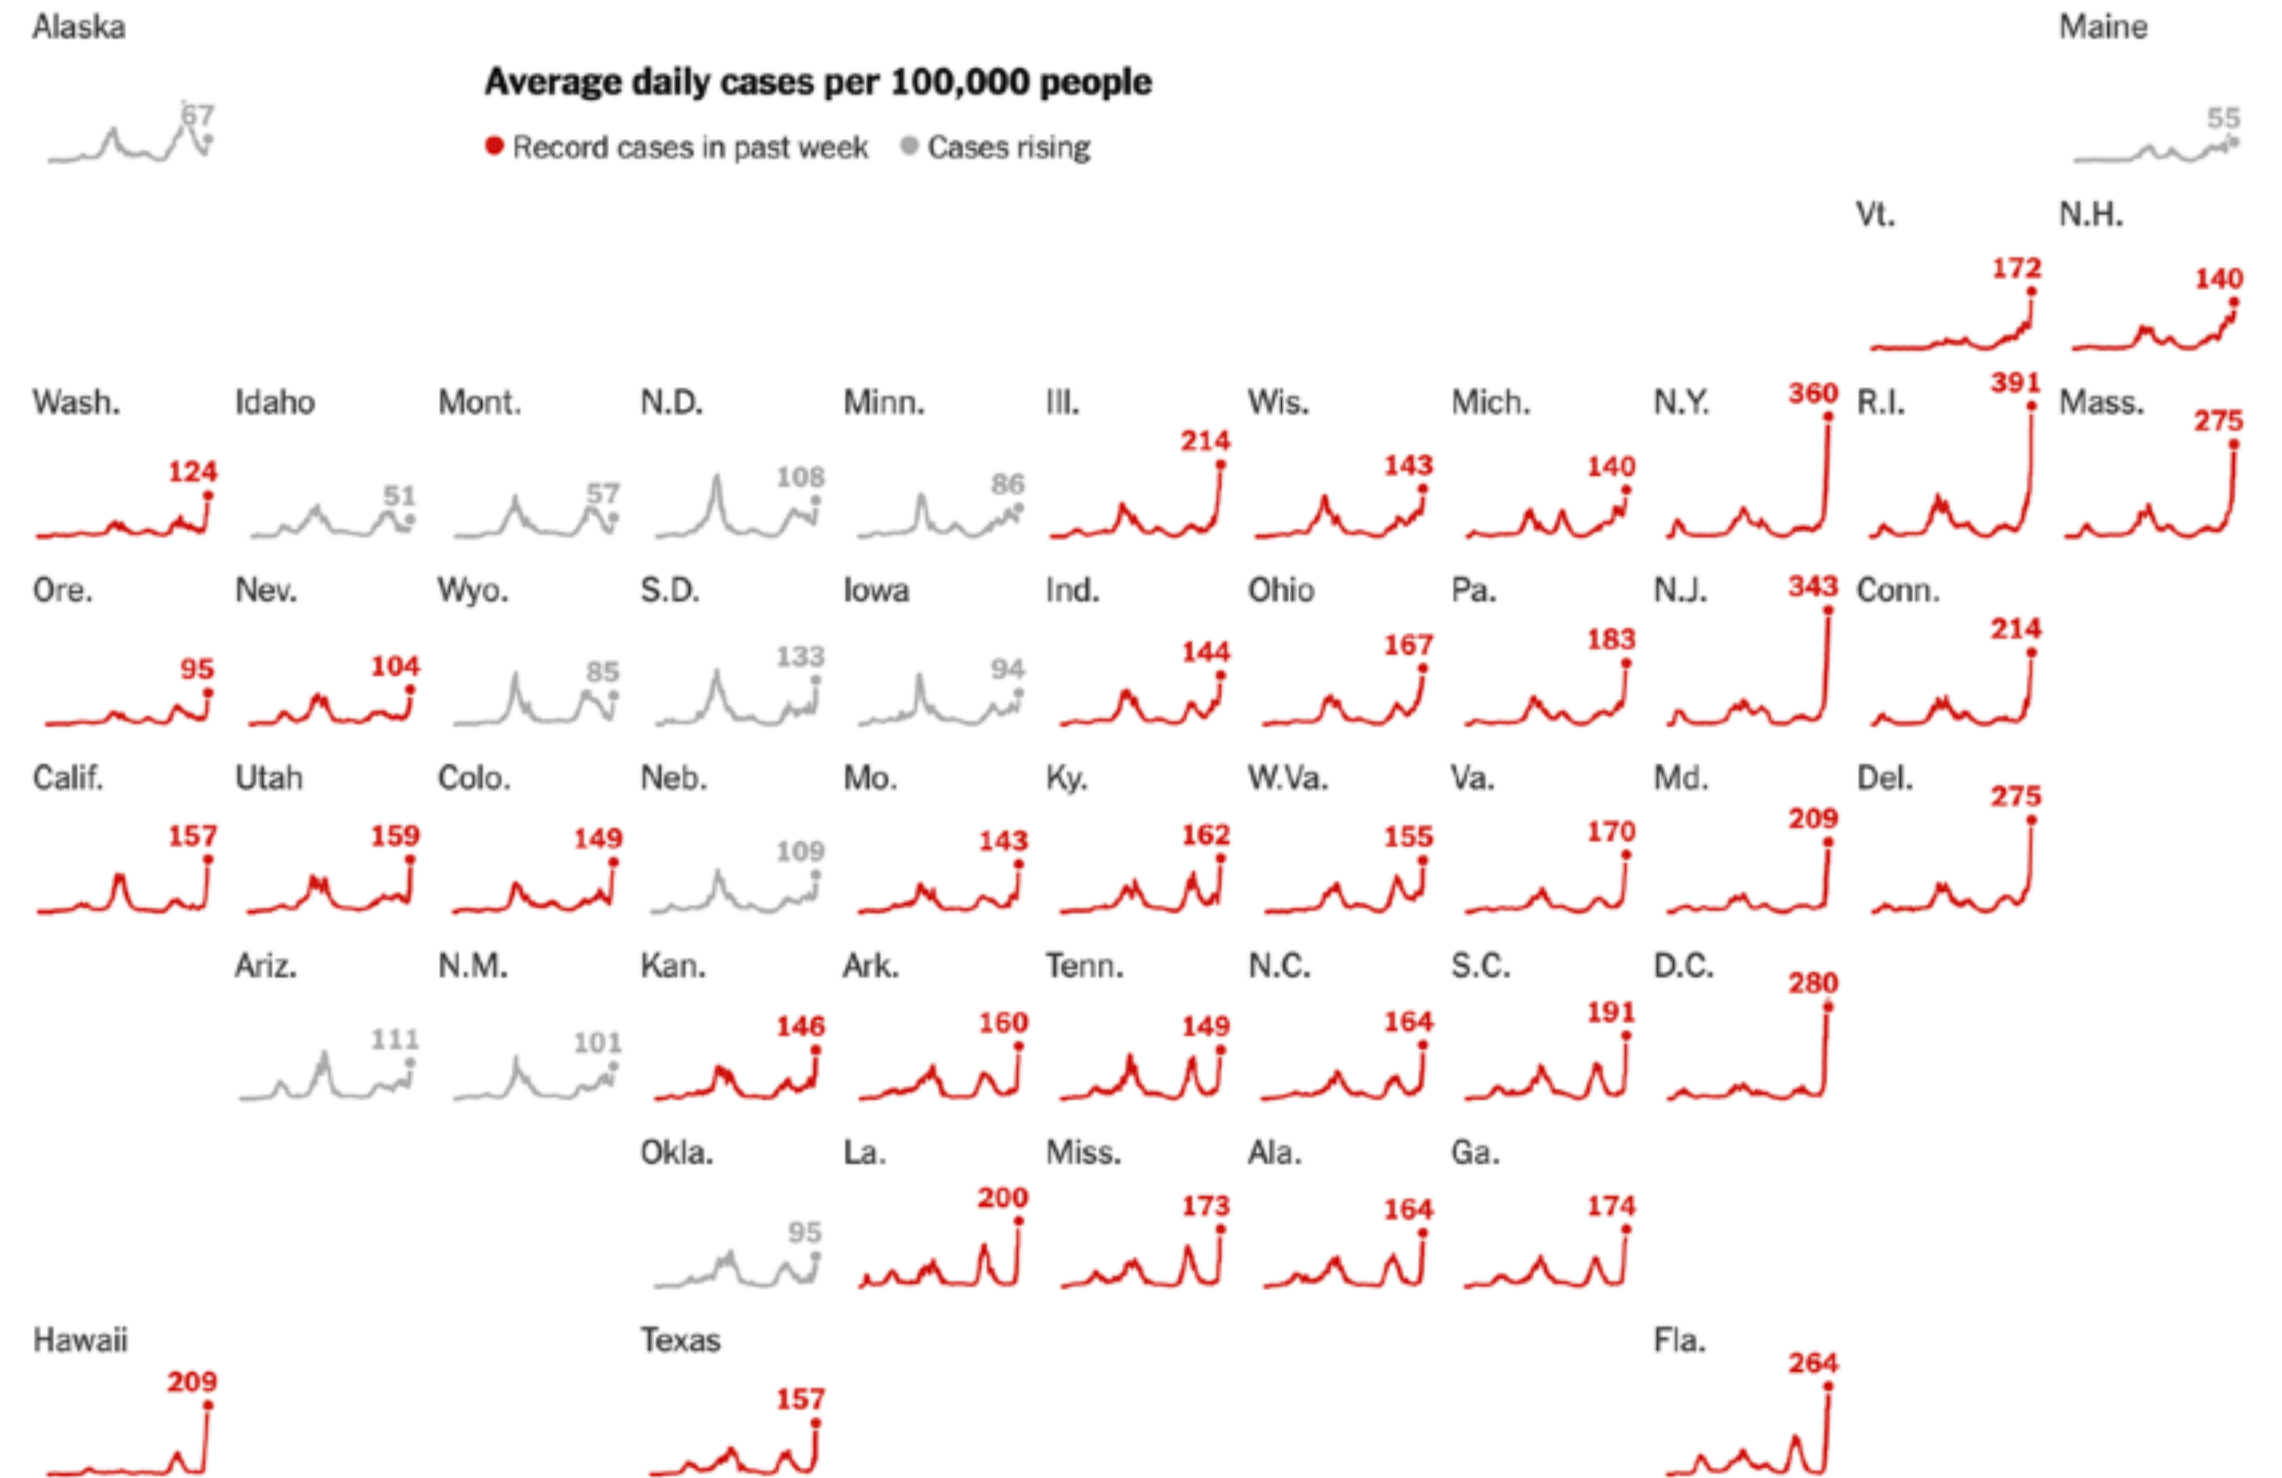 Alaska
Maine
Average daily cases per 100,000 people
Record cases in past week Cases rising
67
55
Vt. N.H.
172 140
Wash. Idaho Mont. N.D. Minn. Ill. Wis. Mich. N.Y. R.I. Mass.
124 51 57 108 86 214 143 140 360 391 275
Ore. Nev. Wyo. S.D. Iowa Ind. Ohio Pa. N.J. Conn.
95 104 85 133 94 144 167 183 343 214
Calif. Utah Colo. Neb. Mo. Ky. W.Va. Va. Md. Del.
157 159 149 109 143 162 155 170 209 275
Ariz. N.M. Kan. Ark. Tenn. N.C. S.C. D.C.
111 101 146 160 149 164 191 280
Okla. La. Miss. Ala. Ga.
95 200 173 164 174
Hawaii Texas Fla.
209 157 264